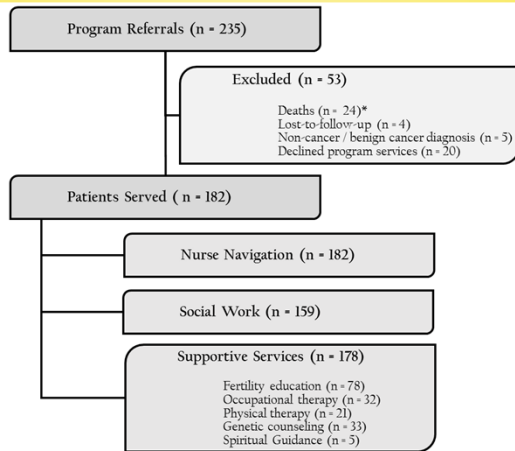 Program Referrals (n = 235)
Excluded (n = 53)
Deaths (n = 24)*
Lost-to-follow-up (n = 4)
Non-cancer / benign cancer diagnosis (n = 5)
Declined program services (n = 20)
Patients Served ( n = 182)
Nurse Navigation (n = 182)
Social Work (n = 159)
Supportive Services (n = 178)
Fertility education (n = 78)
Occupational therapy (n = 32)
Physical therapy (n = 21)
Genetic counseling (n = 33)
Spiritual Guidance (n = 5)